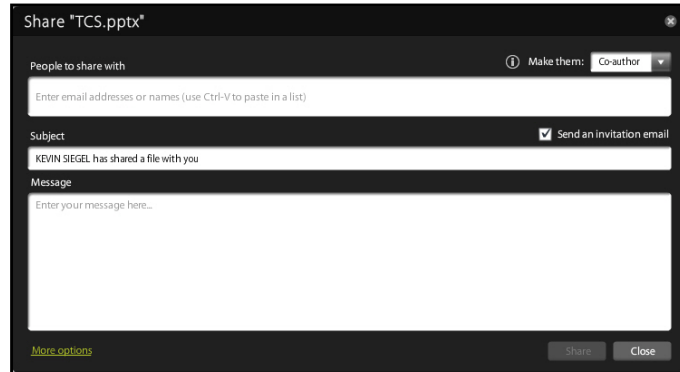 Share "TCS.pptx"
People to share with
Make them: Co-author
Enter email addresses or names (use Ctrl-V to paste in a list)
Subject
Send an invitation email
KEVIN SIEGEL has shared a file with you
Message
Enter your message here...
More options
Share Close